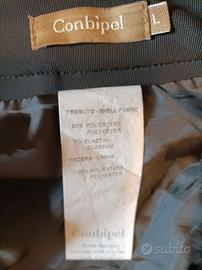 Conbipel
L
TESSUTO - SHELL FABRIC
93% POLIESTERE
POLYESTER
7% ELASTAN
ELASTAN
FODERA - LINING
100% POLIESTERE
POLYESTER
Conbipel
subito